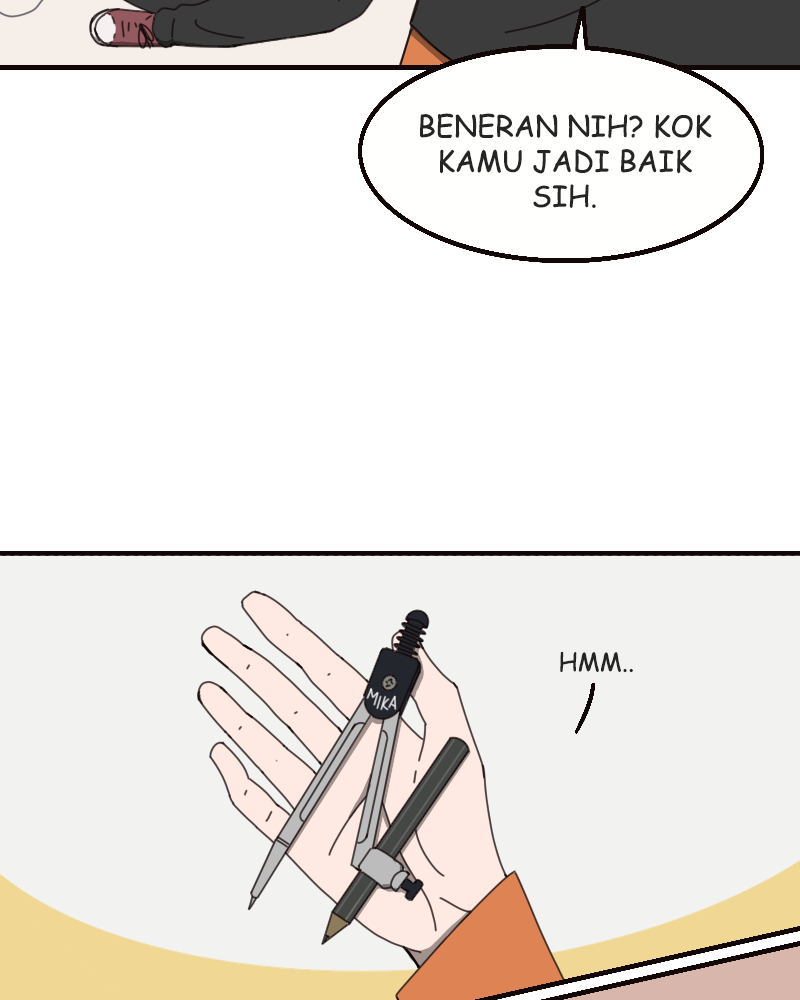 BENERAN NIH? KOK
KAMU JADI BAIK
SIH.
HMM..
MIKA